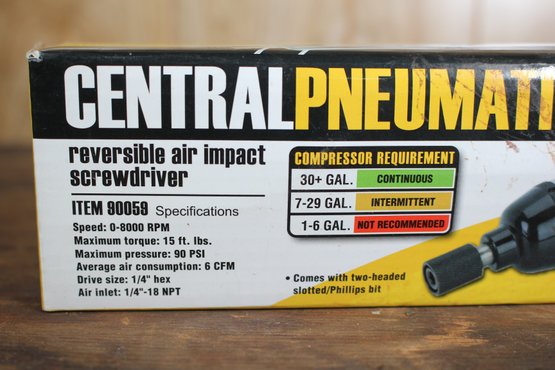 CENTRALPNEUMATI
reversible air impact
screwdriver
ITEM 90059 Specifications
Speed: 0-8000 RPM
Maximum torque: 15 ft. lbs.
Maximum pressure: 90 PSI
Average air consumption: 6 CFM
Drive size: 1/4" hex
Air inlet: 1/4"-18 NPT
COMPRESSOR REQUIREMENT
30+ GAL. CONTINUOUS
7-29 GAL. INTERMITTENT
1-6 GAL. NOT RECOMMENDED
• Comes with two-headed
slotted/Phillips bit